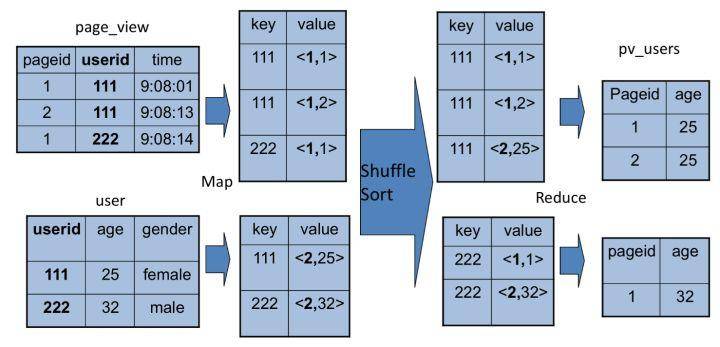 page_view
pageid userid time
1 111 9:08:01
2 111 9:08:13
1 222 9:08:14
key value
111 <1,1>
111 <1,2>
222 <1,1>
Map
user
userid age gender
111 25 female
222 32 male
key value
111 <2,25>
222 <2,32>
Shuffle
Sort
key value
111 <1,1>
111 <1,2>
111 <2,25>
Reduce
key value
222 <1,1>
222 <2,32>
pv_users
Pageid age
1 25
2 25
pageid age
1 32